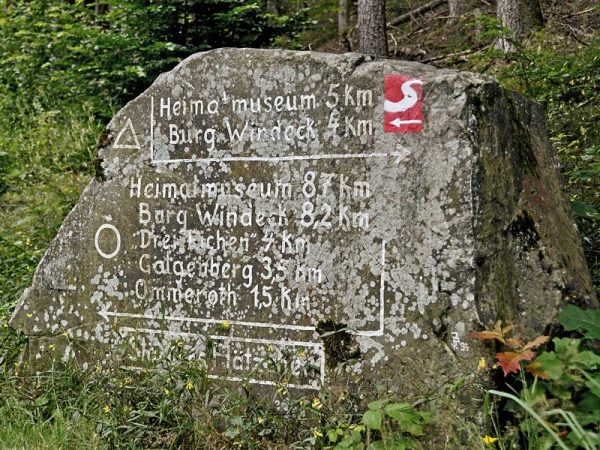 Heimatmuseum 5 Km
Burg Windeck 4 Km
Heimatmuseum 8,7 Km
Burg Windeck 8,2 Km
Drei Eichen 4 Km
Galgenberg 3,5 Km
Ommeroth 1,5 Km